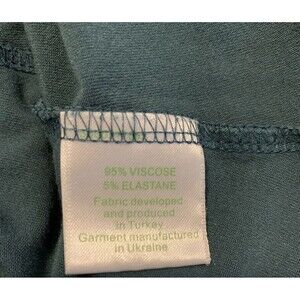 95% VISCOSE
5% ELASTANE
Fabric developed
and produced
in Turkey
Garment manufactured
in Ukraine